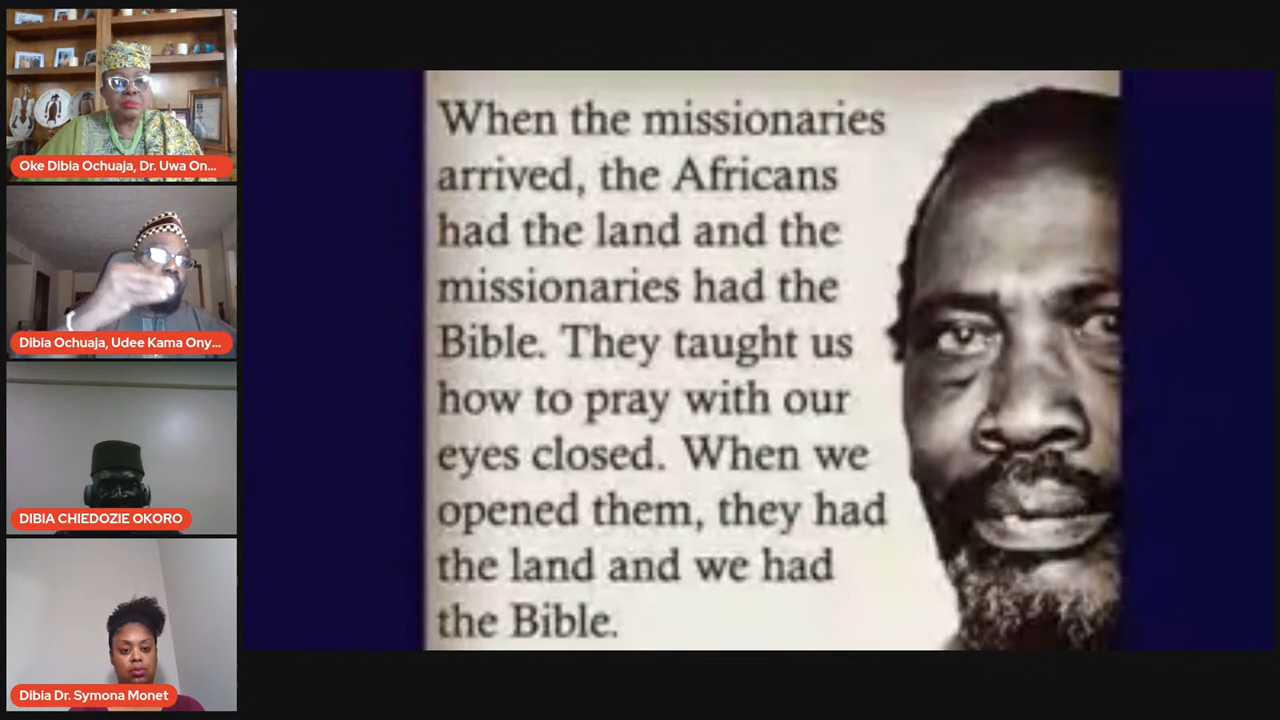 Oke Dibia Ochuaja, Dr. Uwa On...
Dibia Ochuaja, Udee Kama Ony...
DIBIA CHIEDOZIE OKORO
Dibia Dr. Symona Monet
When the missionaries
arrived, the Africans
had the land and the
missionaries had the
Bible. They taught us
how to pray with our
eyes closed. When we
opened them, they had
the land and we had
the Bible.